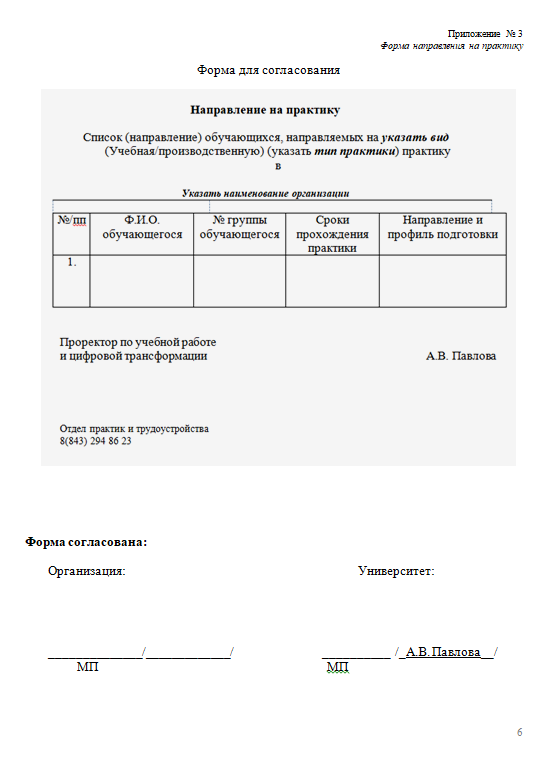 Приложение № 3
Форма направления на практику
Форма для согласования
Направление на практику
Список (направление) обучающихся, направляемых на указать вид
(Учебная/производственную) (указать тип практики) практику
в
Указать наименование организации
№/пп Ф.И.О. обучающегося № группы обучающегося Сроки прохождения практики Направление и профиль подготовки
1.
Проректор по учебной работе
и цифровой трансформации А.В. Павлова
Отдел практик и трудоустройства
8(843) 294 86 23
Форма согласована:
Организация: Университет:
______________/_____________/ __________ /_А.В.Павлова__/
МП МП
6